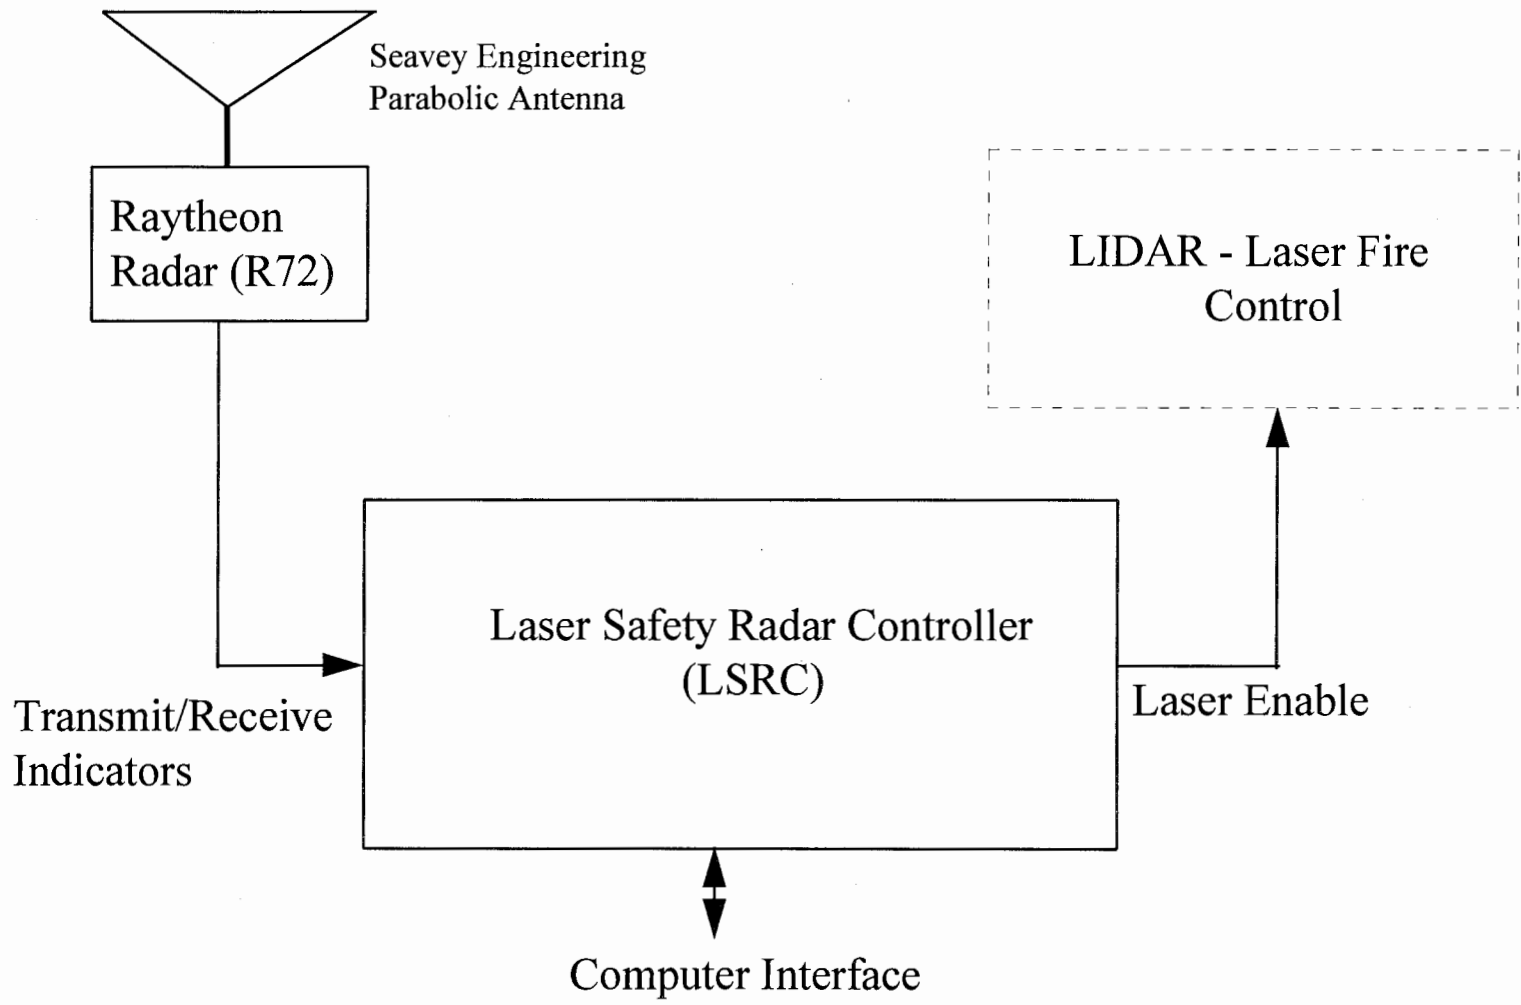 Seavey Engineering
Parabolic Antenna
Raytheon
Radar (R72)
LIDAR - Laser Fire
Control
Laser Safety Radar Controller
(LSRC)
Transmit/Receive
Indicators
Laser Enable
Computer Interface